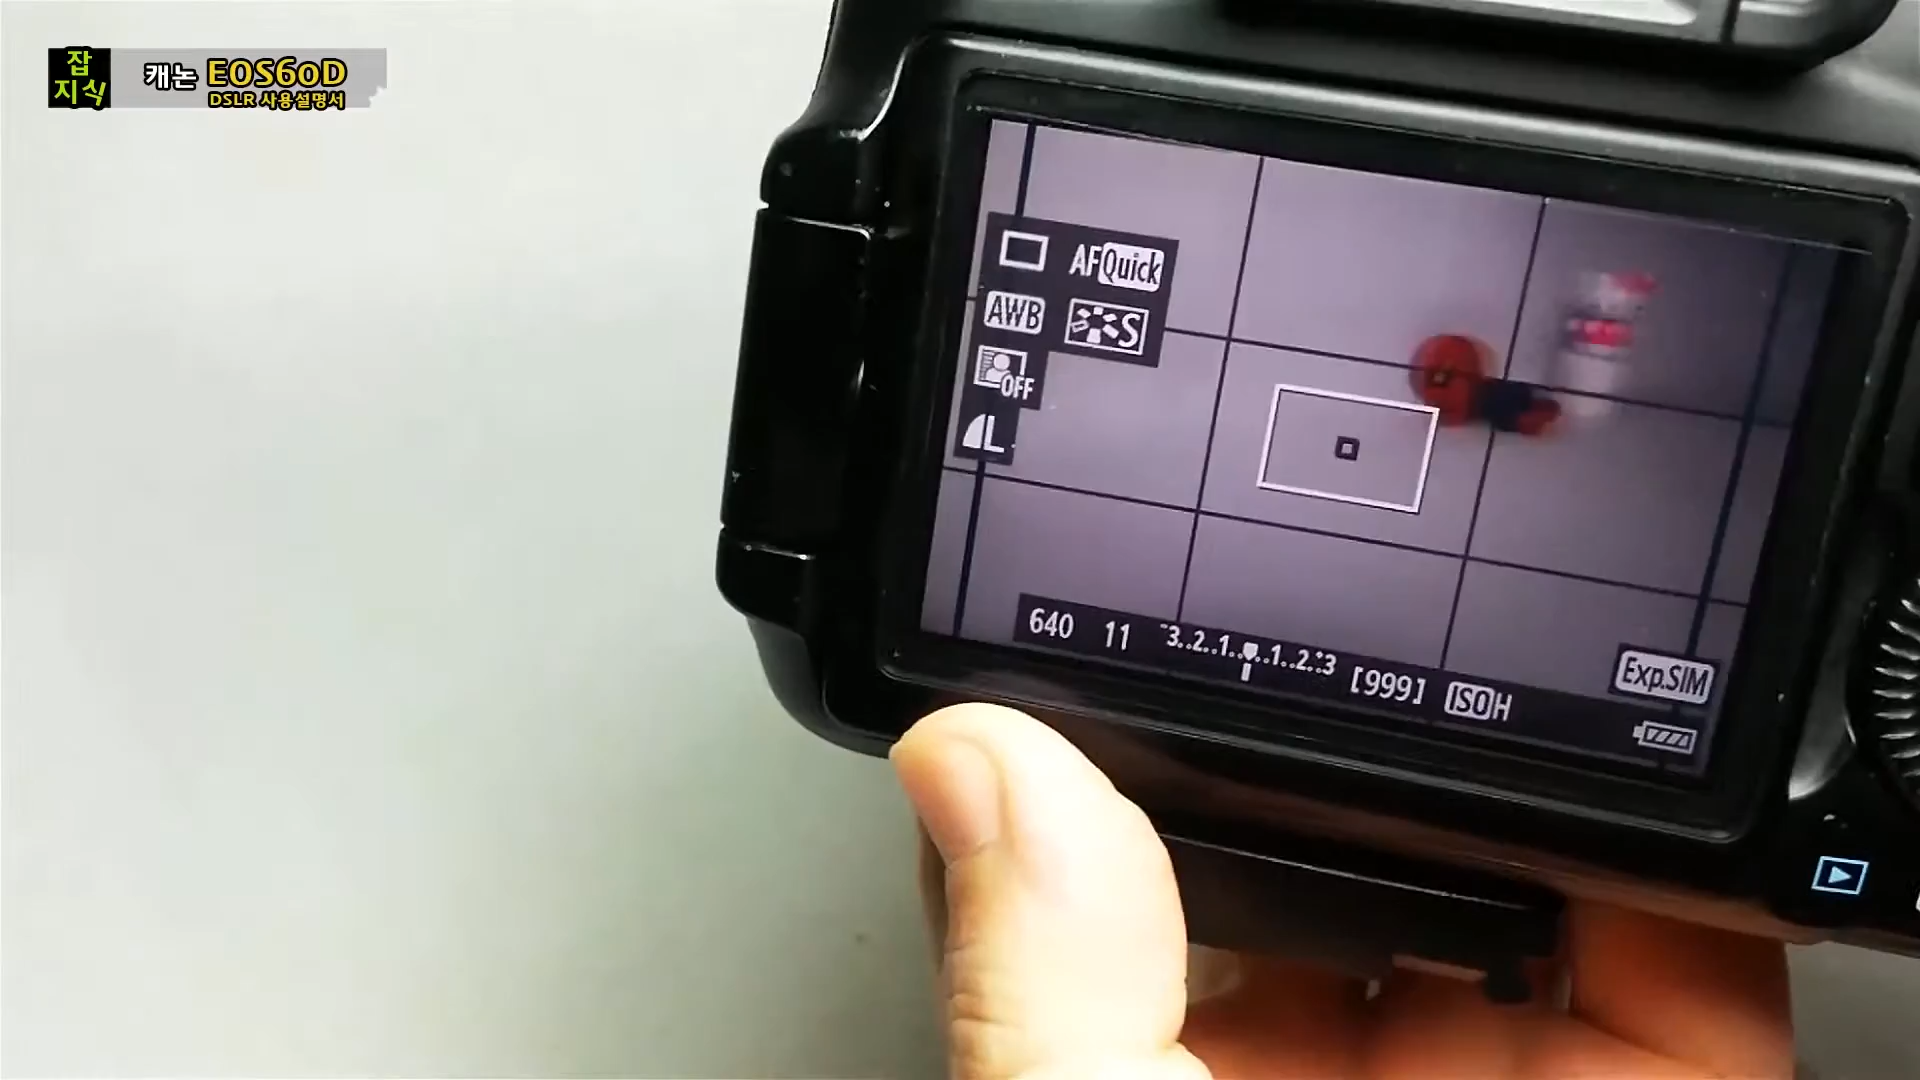 잡
지식
캐논 EOS60D
DSLR 사용설명서
AF Quick
AWB
S
OFF
L
640 11 -3..2..1..▼..1..2..+3 [999] ISO H
Exp.SIM